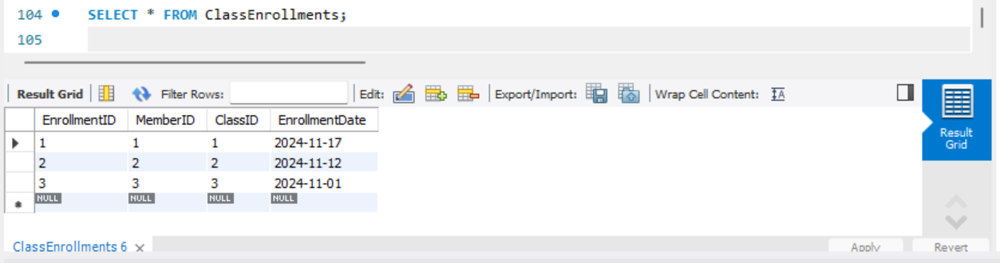 104 SELECT * FROM ClassEnrollments;
105
Result Grid Filter Rows: Edit: Export/Import: Wrap Cell Content: IA
EnrollmentID MemberID ClassID EnrollmentDate
1 1 1 2024-11-17
2 2 2 2024-11-12
3 3 3 2024-11-01
NULL NULL NULL NULL
Result
Grid
ClassEnrollments 6 Apply Revert